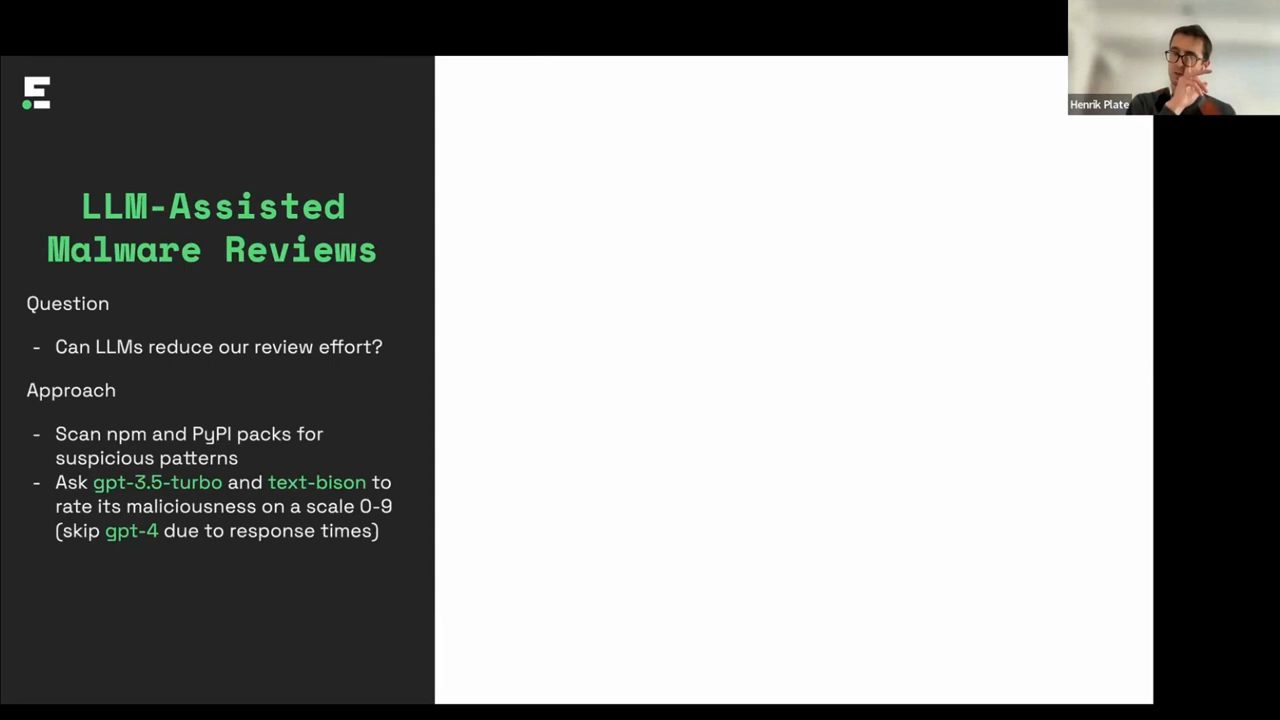 Henrik Plate
LLM-Assisted
Malware Reviews
Question
- Can LLMs reduce our review effort?
Approach
- Scan npm and PyPI packs for
suspicious patterns
- Ask gpt-3.5-turbo and text-bison to
rate its maliciousness on a scale 0-9
(skip gpt-4 due to response times)